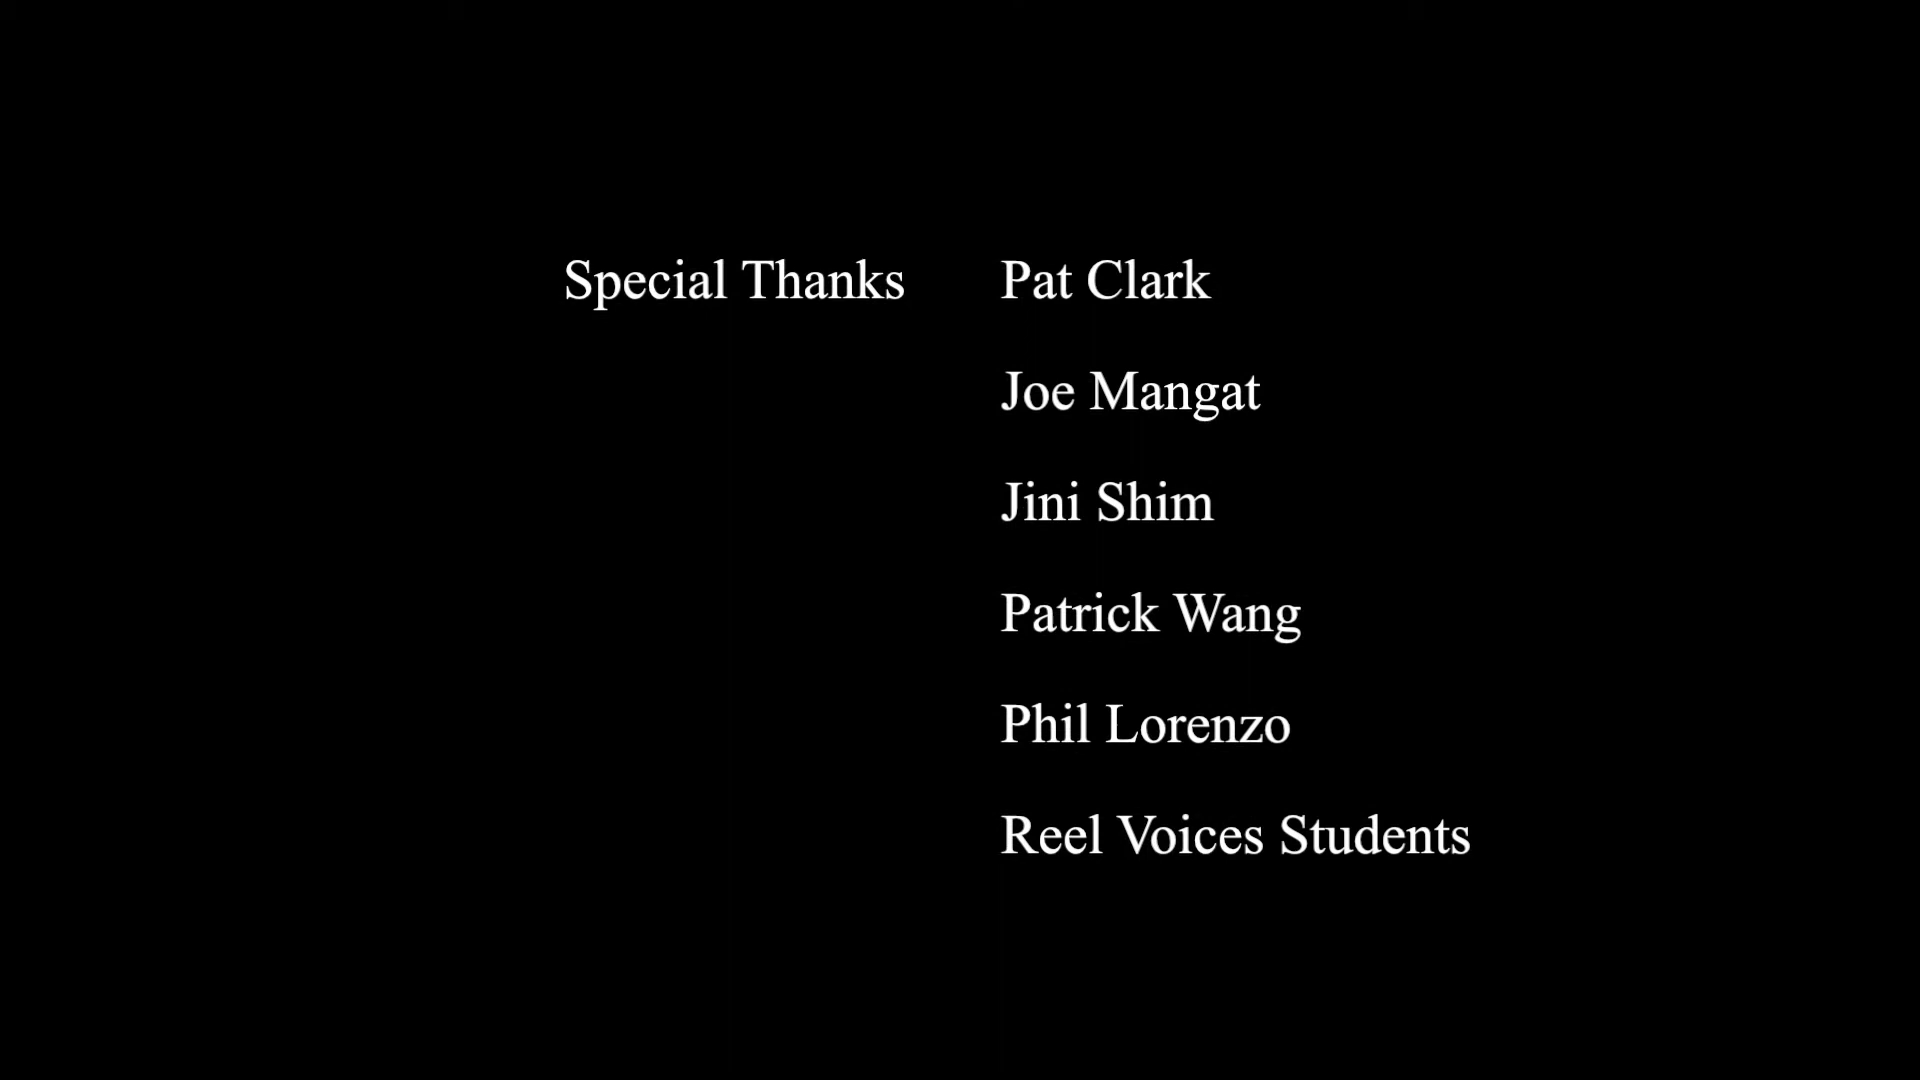 Special Thanks Pat Clark
Joe Mangat
Jini Shim
Patrick Wang
Phil Lorenzo
Reel Voices Students